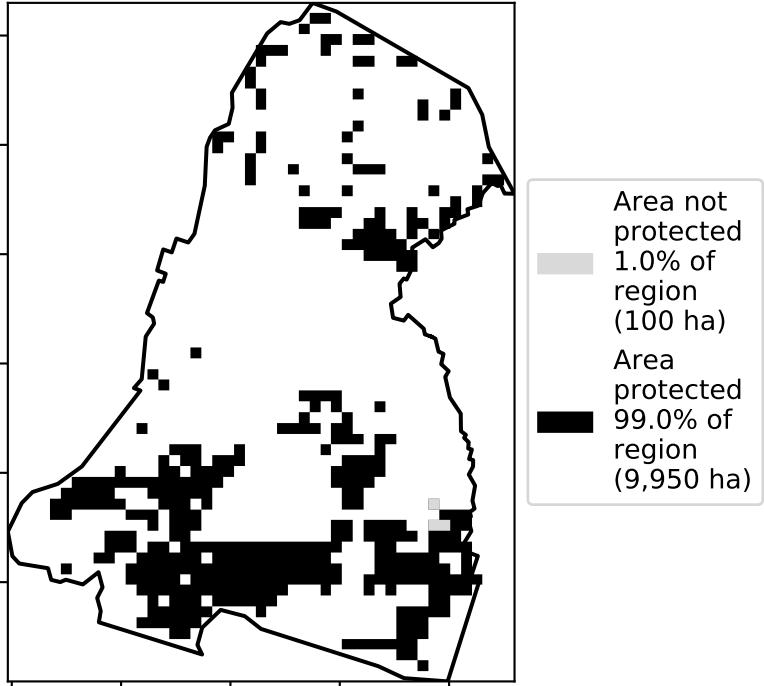 Area not
protected
1.0% of
region
(100 ha)
Area
protected
99.0% of
region
(9,950 ha)